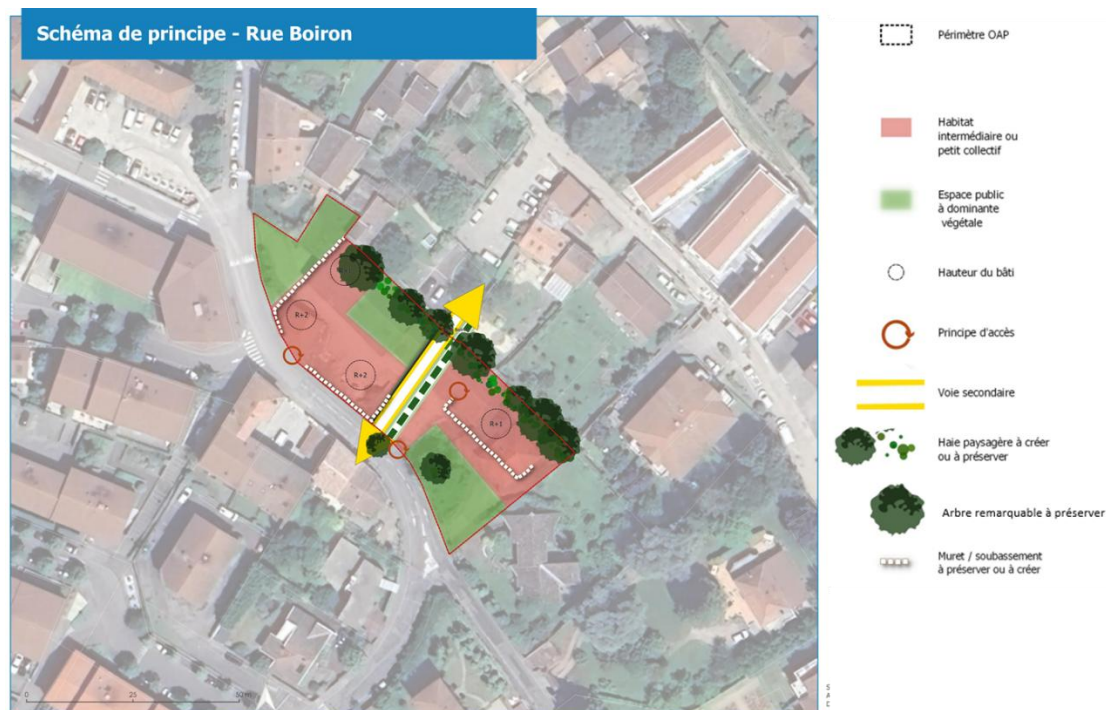 Schéma de principe - Rue Boiron
Périmètre OAP
Habitat
intermédiaire ou
petit collectif
Espace public
à dominante
végétale
Hauteur du bâti
Principe d'accès
Voie secondaire
Haie paysagère à créer
ou à préserver
Arbre remarquable à préserver
Muret / soubassement
à préserver ou à créer
R+2
R+2
R+1
0
25